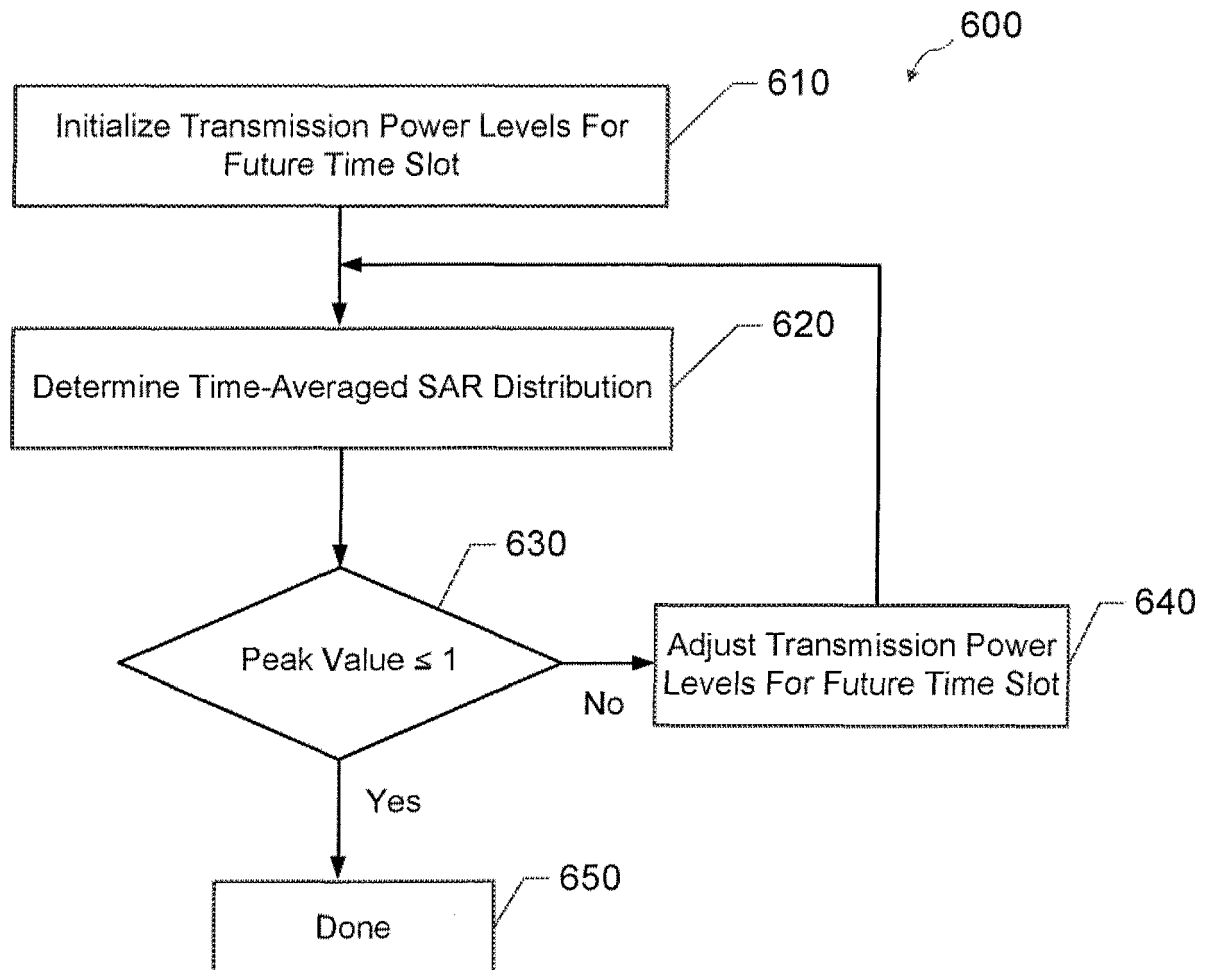 600
610
Initialize Transmission Power Levels For
Future Time Slot
620
Determine Time-Averaged SAR Distribution
630
Peak Value ≤ 1
640
Adjust Transmission Power
Levels For Future Time Slot
No
Yes
650
Done